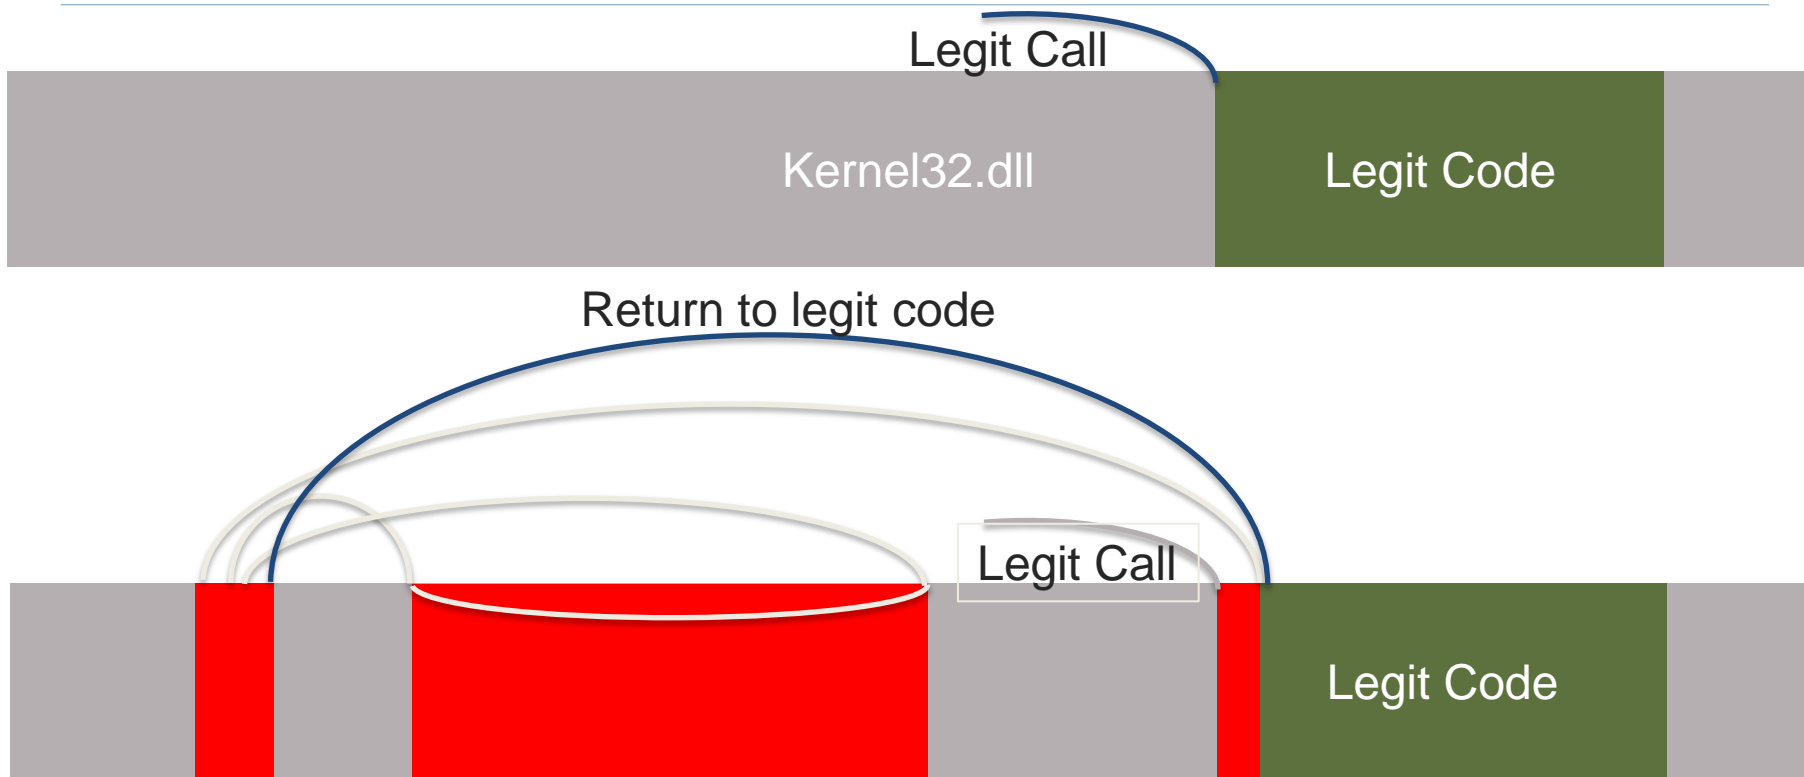 Legit Call
Kernel32.dll
Legit Code
Return to legit code
Legit Call
Legit Code